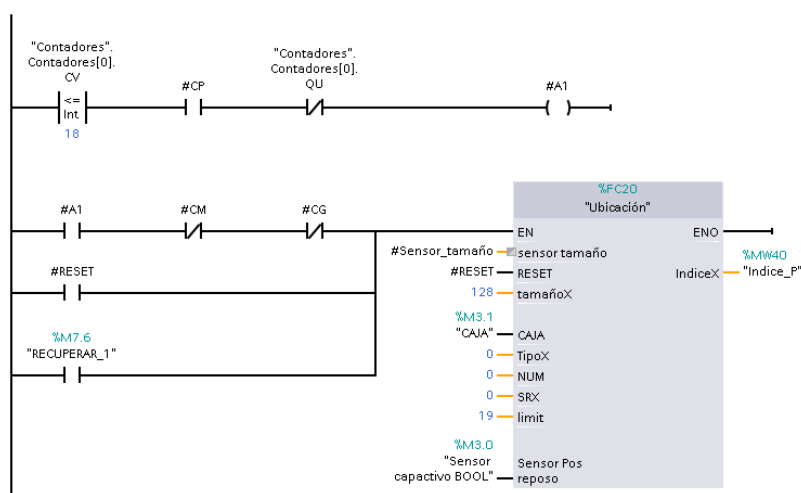 "Contadores".
Contadores[0].
CV
<=
Int
18
#CP
"Contadores".
Contadores[0].
QU
#A1
#A1
#CM
#CG
#RESET
%M7.6
"RECUPERAR_1"
%FC20
"Ubicación"
EN
ENO
#Sensor_tamaño
sensor tamaño
#RESET
RESET
128
tamañoX
%M3.1
"CAJA"
CAJA
0
TipoX
0
NUM
0
SRX
19
limit
%M3.0
"Sensor
capactivo BOOL"
Sensor Pos
reposo
%MW40
IndiceX
"Indice_P"